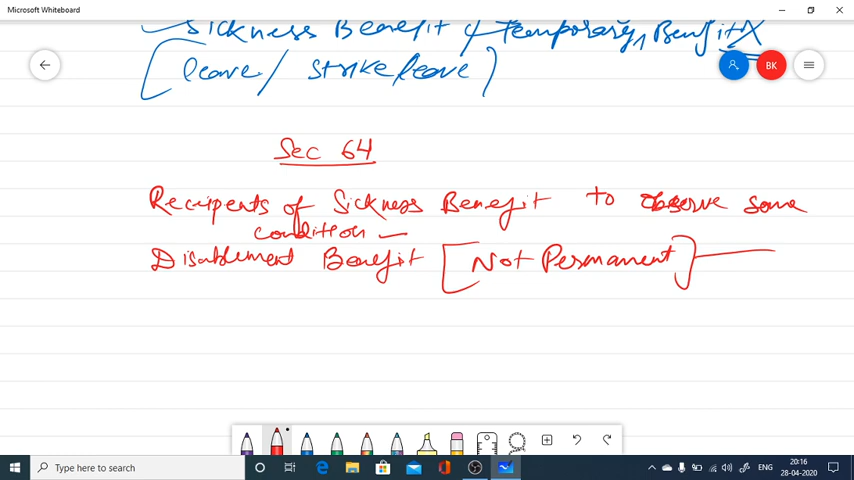 Microsoft Whiteboard
Sickness Benefit & temporary Benefit X
[leave / strike leave]
BK
Sec 64
Recipents of Sickness Benefit to observe some
condition —
Disablement Benefit [Not Permanent] —
Type here to search
ENG
20:16
28-04-2020